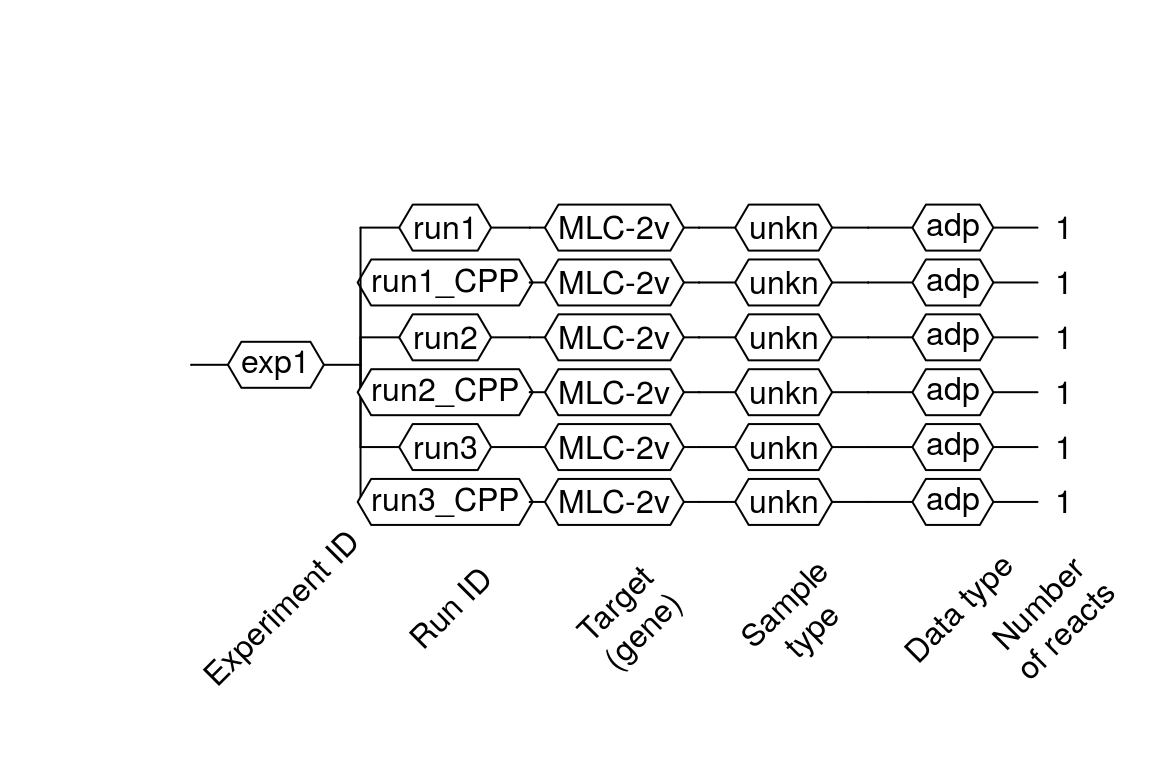 run1 MLC-2v unkn adp 1
run1_CPP MLC-2v unkn adp 1
run2 MLC-2v unkn adp 1
exp1
run2_CPP MLC-2v unkn adp 1
run3 MLC-2v unkn adp 1
run3_CPP MLC-2v unkn adp 1
Experiment ID
Run ID
Target
(gene)
Sample
type
Data type
Number
of reacts